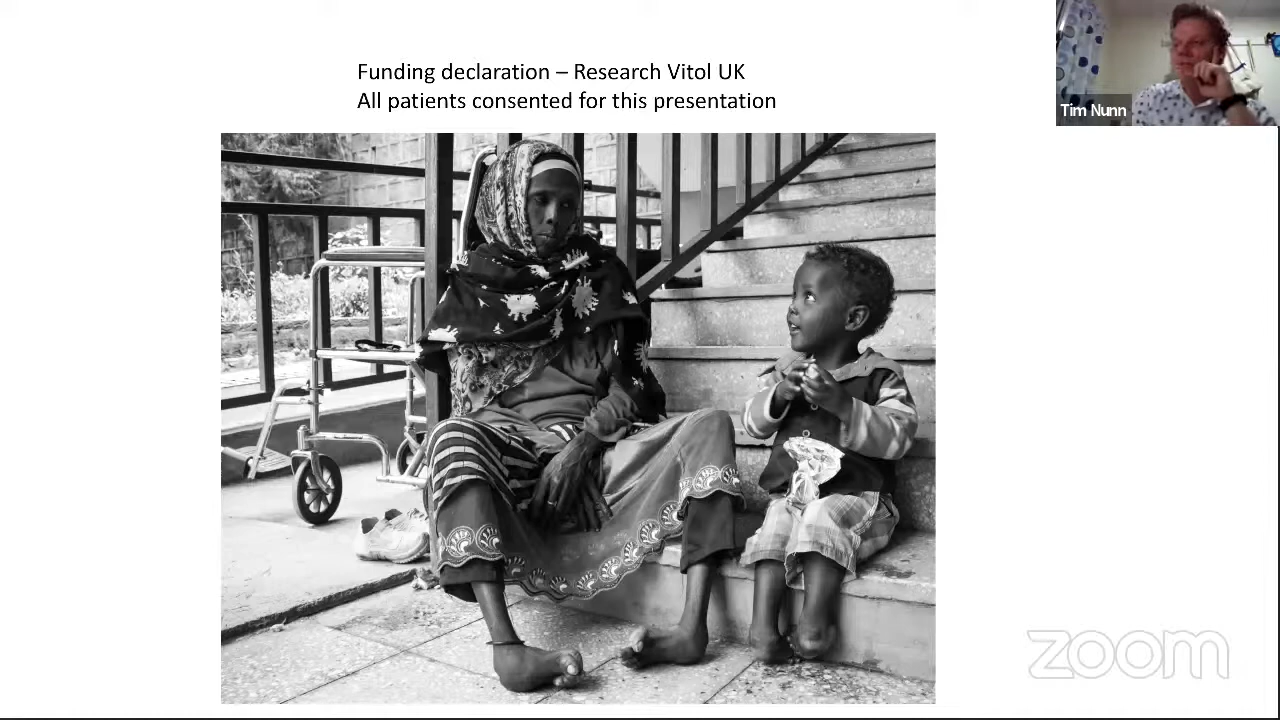 Funding declaration – Research Vitol UK
All patients consented for this presentation
Tim Nunn
zoom